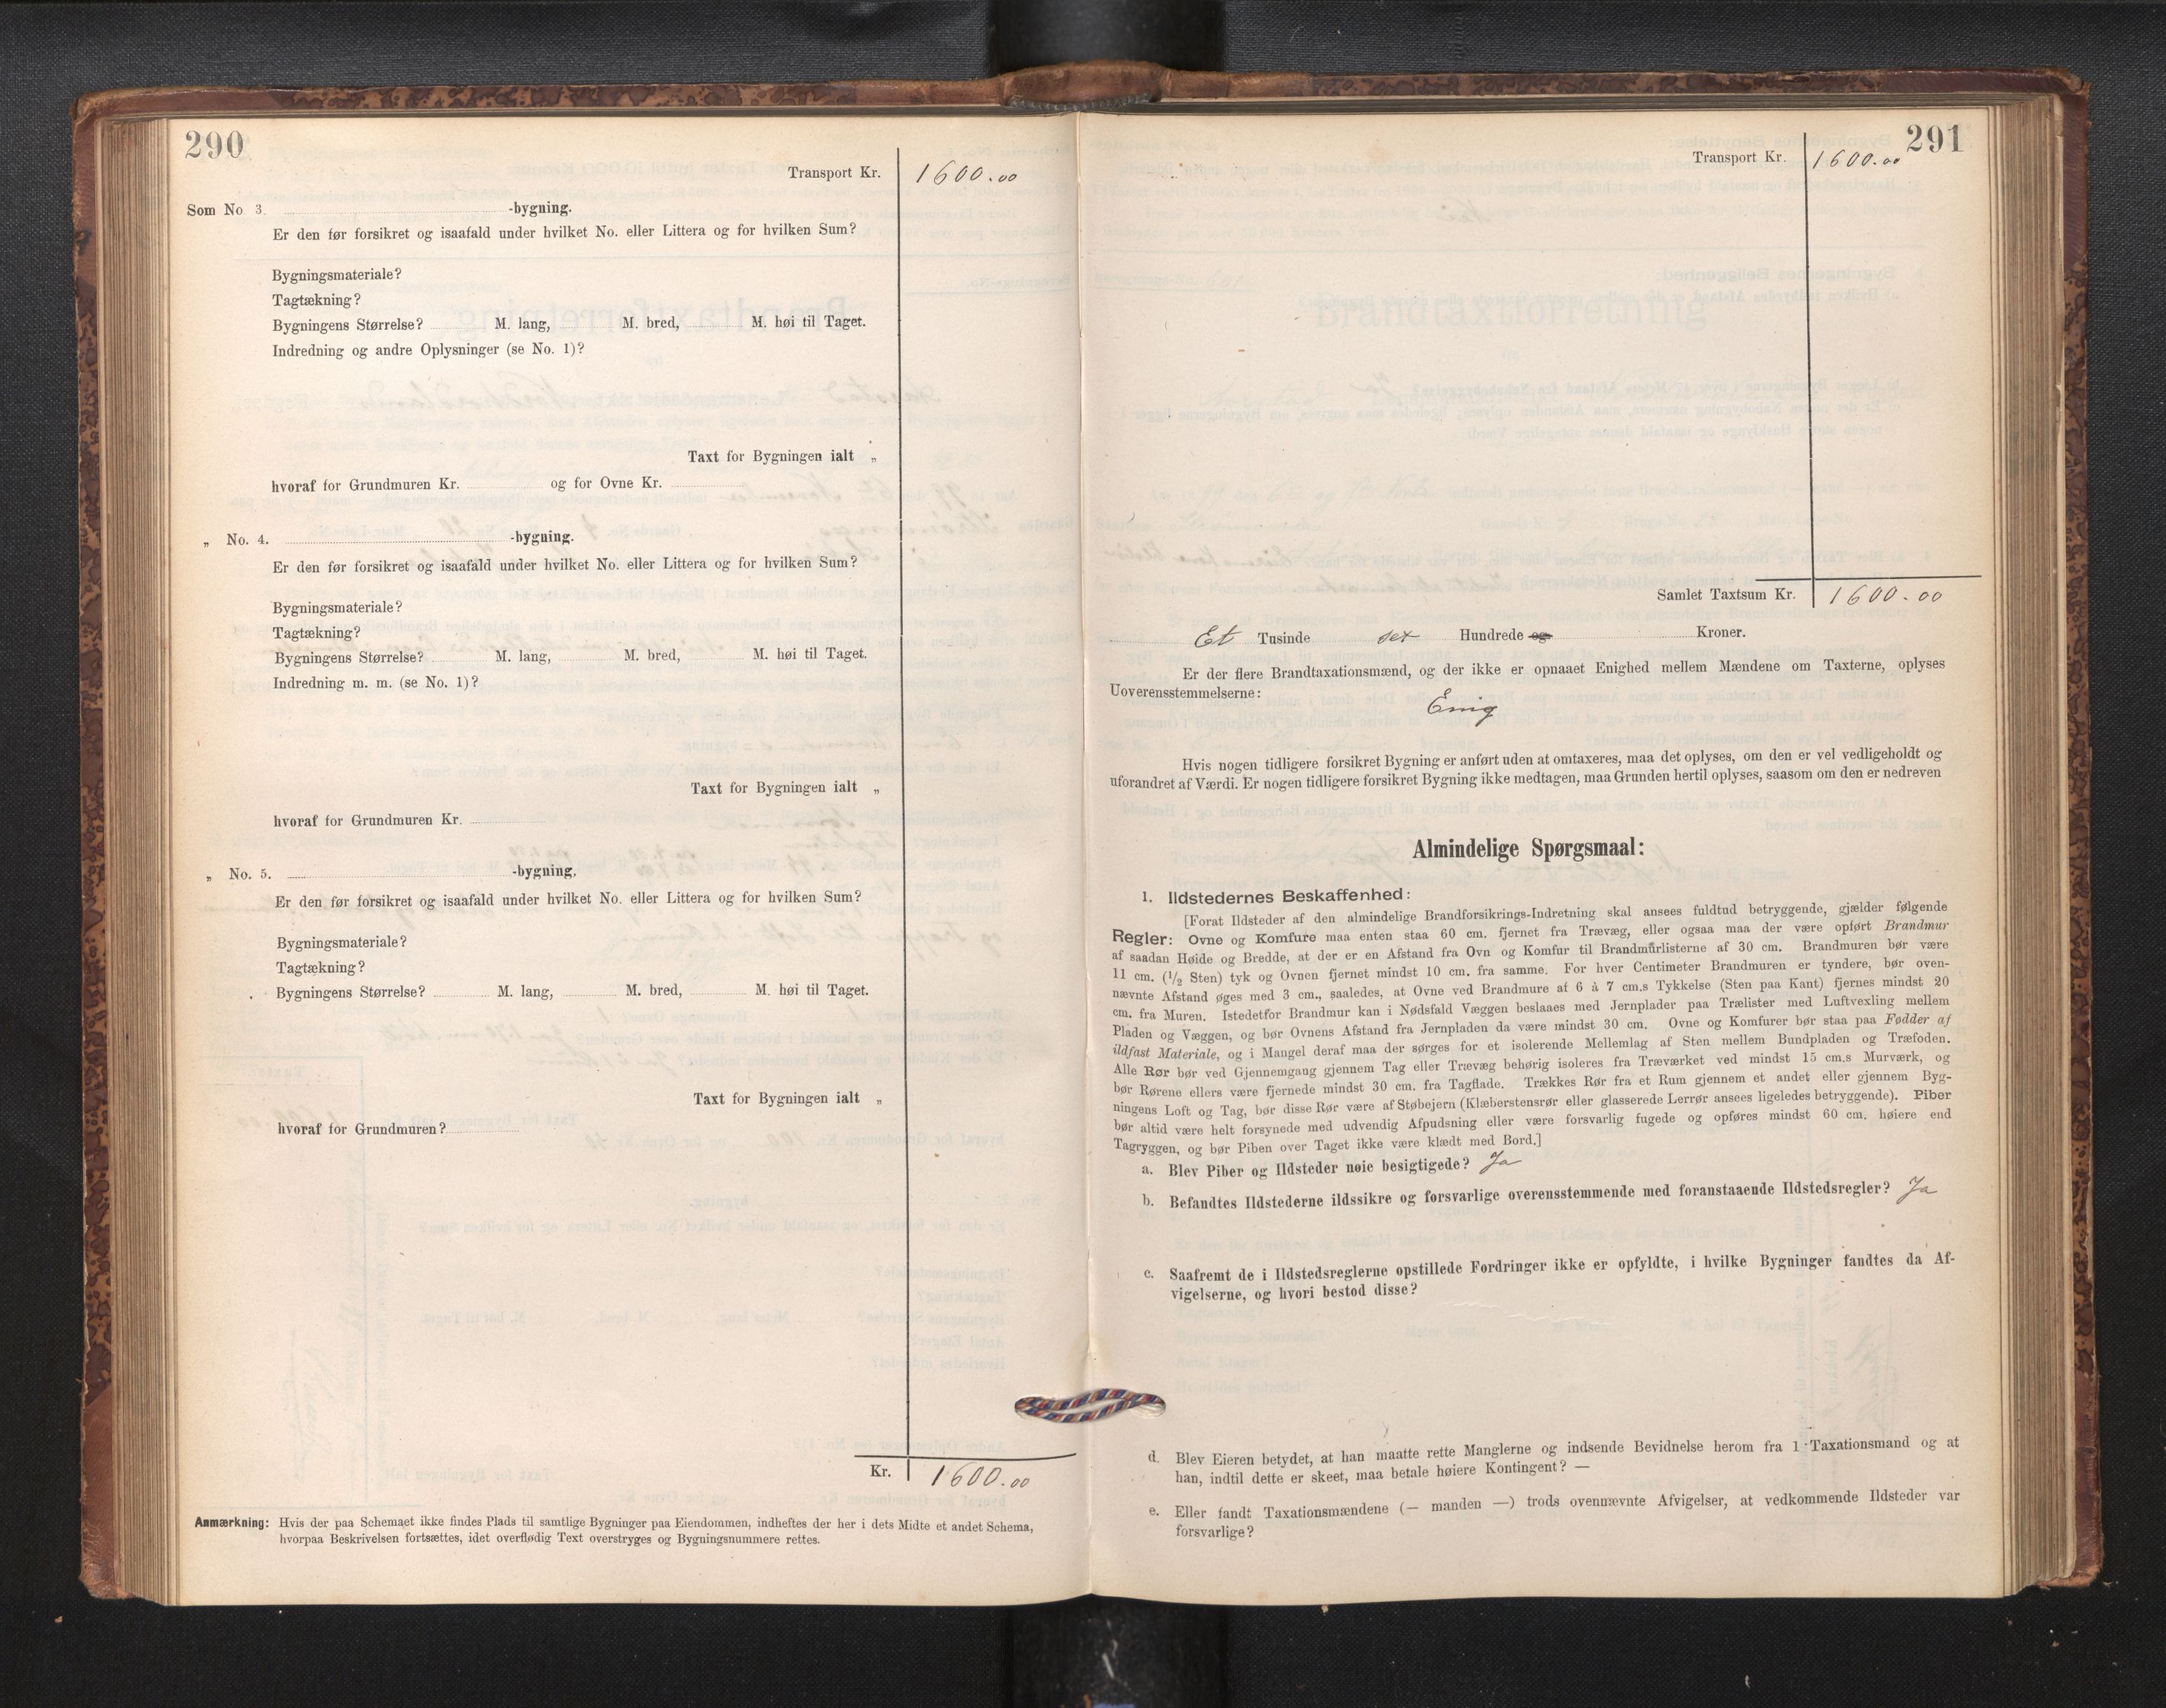 290
Transport Kr. 1600.00
Som No 3. -bygning.
Er den før forsikret og isaafald under hvilket No. eller Littera og for hvilken Sum?
Bygningsmateriale?
Tagtækning?
Bygningens Størrelse? M. lang, M. bred, M. høi til Taget.
Indredning og andre Oplysninger (se No. 1)?
Taxt for Bygningen ialt „
hvoraf for Grundmuren Kr. og for Ovne Kr.
„ No. 4. -bygning.
Er den før forsikret og isaafald under hvilket No. eller Littera og for hvilken Sum?
Bygningsmateriale?
Tagtækning?
Bygningens Størrelse? M. lang, M. bred, M. høi til Taget.
Indredning m. m. (se No. 1)?
Taxt for Bygningen ialt „
hvoraf for Grundmuren Kr.
„ No. 5. -bygning,
Er den før forsikret og isaafald under hvilket No. eller Littera og for hvilken Sum?
Bygningsmateriale?
Tagtækning?
Bygningens Størrelse? M. lang, M. bred, M. høi til Taget.
Taxt for Bygningen ialt „
hvoraf for Grundmuren?
Kr. 1600.00
Anmærkning: Hvis der paa Schemaet ikke findes Plads til samtlige Bygninger paa Eiendommen, indheftes der her i dets Midte et andet Schema,
hvorpaa Beskrivelsen fortsættes, idet overflødig Text overstryges og Bygningsnummere rettes.
291
Transport Kr. 1600.00
Samlet Taxtsum Kr. 1600.00
Et Tusinde sex Hundrede og Kroner.
Er der flere Brandtaxationsmænd, og der ikke er opnaaet Enighed mellem Mændene om Taxterne, oplyses
Uoverensstemmelserne:
Enig
Hvis nogen tidligere forsikret Bygning er anført uden at omtaxeres, maa det oplyses, om den er vel vedligeholdt og
uforandret af Værdi. Er nogen tidligere forsikret Bygning ikke medtagen, maa Grunden hertil oplyses, saasom om den er nedreven
Almindelige Spørgsmaal:
1. Ildstedernes Beskaffenhed:
[Forat Ildsteder af den almindelige Brandforsikrings-Indretning skal ansees fuldtud betryggende, gjælder følgende
Regler: Ovne og Komfure maa enten staa 60 cm. fjernet fra Trævæg, eller ogsaa maa der være opført Brandmur
af saadan Høide og Bredde, at der er en Afstand fra Ovn og Komfur til Brandmurlisterne af 30 cm. Brandmuren bør være
11 cm. (1/2 Sten) tyk og Ovnen fjernet mindst 10 cm. fra samme. For hver Centimeter Brandmuren er tyndere, bør oven-
nævnte Afstand øges med 3 cm., saaledes, at Ovne ved Brandmure af 6 à 7 cm.s Tykkelse (Sten paa Kant) fjernes mindst 20
cm. fra Muren. Istedetfor Brandmur kan i Nødsfald Væggen beslaaes med Jernplader paa Trælister med Luftvexling mellem
Pladen og Væggen, og bør Ovnens Afstand fra Jernpladen da være mindst 30 cm. Ovne og Komfurer bør staa paa Fødder af
ildfast Materiale, og i Mangel deraf maa der sørges for et isolerende Mellemlag af Sten mellem Bundpladen og Træfoden.
Alle Rør bør ved Gjennemgang gjennem Tag eller Trævæg behørig isoleres fra Træværket ved mindst 15 cm.s Murværk, og
bør Rørene ellers være fjernede mindst 30 cm. fra Tagflade. Trækkes Rør fra et Rum gjennem et andet eller gjennem Byg-
ningens Loft og Tag, bør disse Rør være af Støbejern (Klæberstensrør eller glasserede Lerrør ansees ligeledes betryggende). Piber
bør altid være helt forsynede med udvendig Afpudsning eller være forsvarlig fugede og opføres mindst 60 cm. høiere end
Tagryggen, og bør Piben over Taget ikke være klædt med Bord.]
a. Blev Piber og Ildsteder nøie besigtigede? Ja
b. Befandtes Ildstederne ildssikre og forsvarlige overensstemmende med foranstaaende Ildstedsregler? Ja
c. Saafremt de i Ildstedsreglerne opstillede Fordringer ikke er opfyldte, i hvilke Bygninger fandtes da Af-
vigelserne, og hvori bestod disse?
d. Blev Eieren betydet, at han maatte rette Manglerne og indsende Bevidnelse herom fra 1 Taxationsmand og at
han, indtil dette er skeet, maa betale høiere Kontingent? —
e. Eller fandt Taxationsmændene (— manden —) trods ovennævnte Afvigelser, at vedkommende Ildsteder var
forsvarlige?